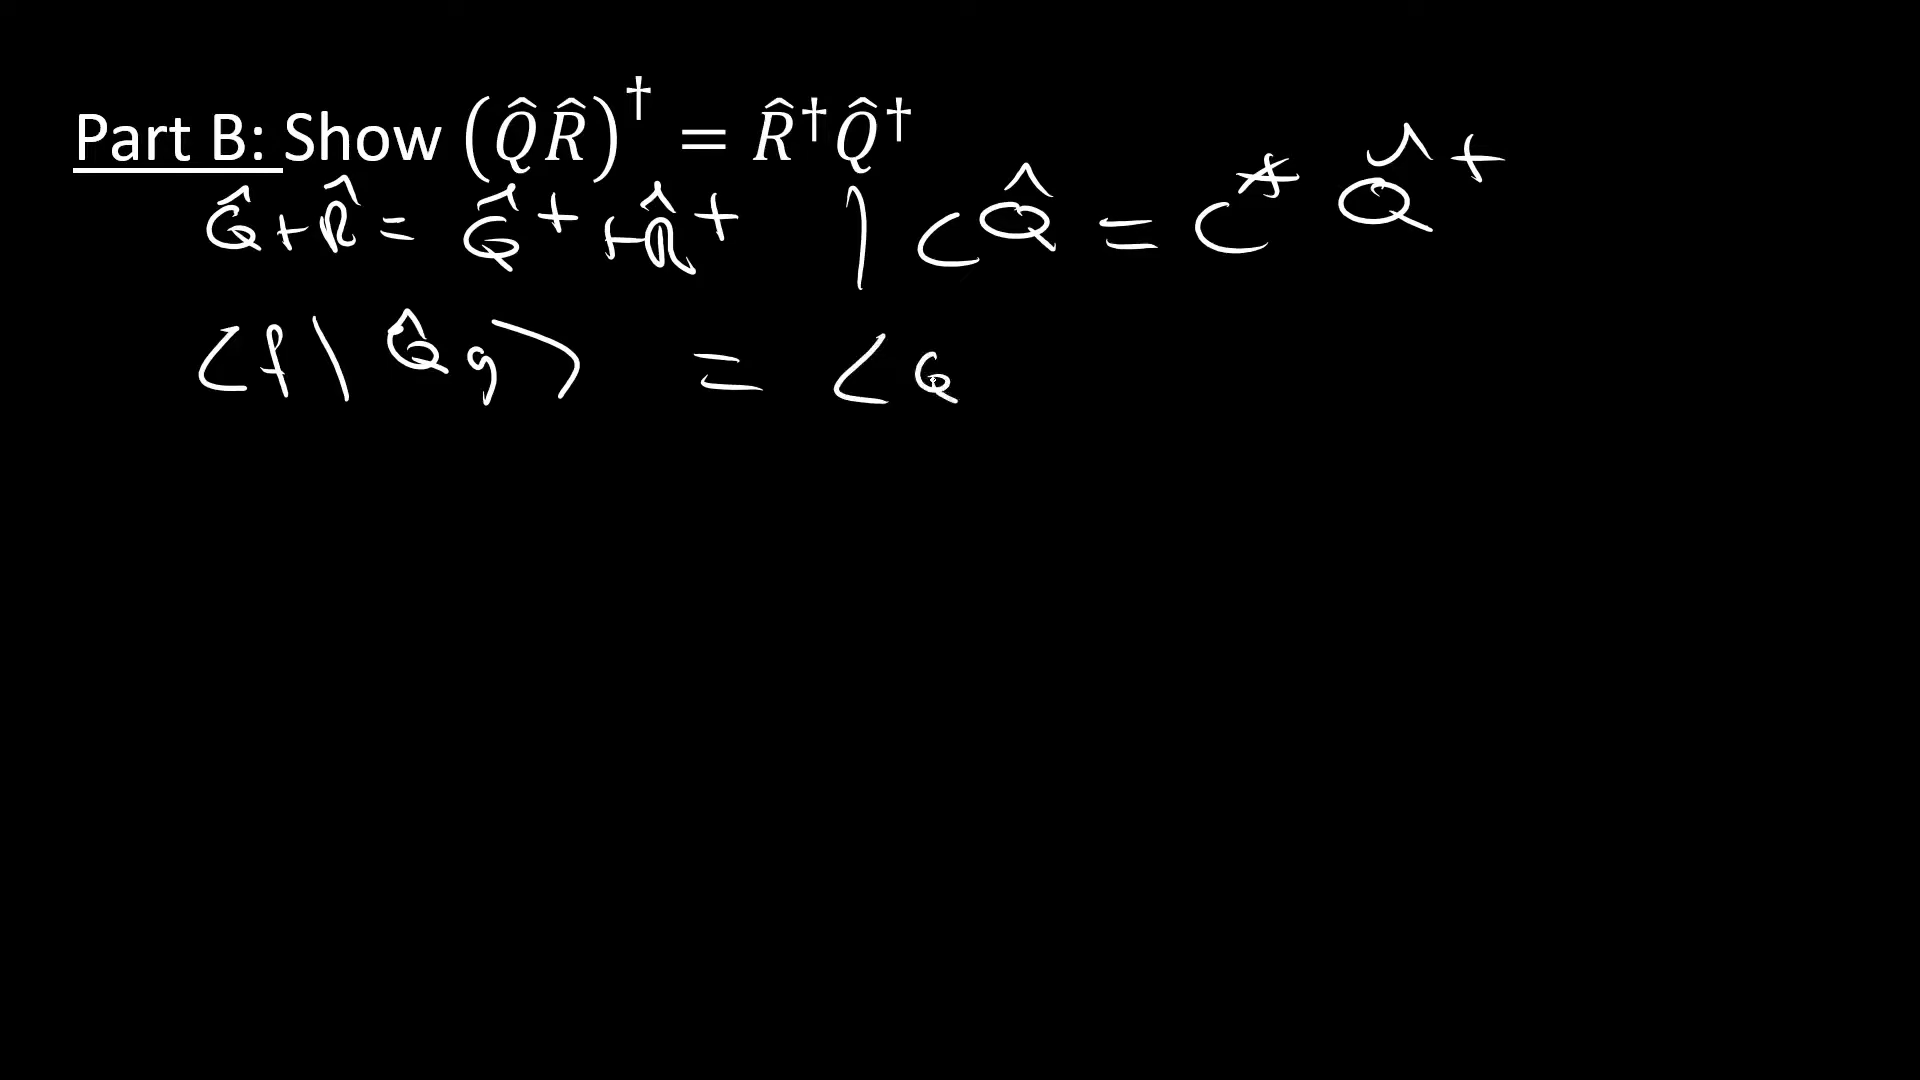 Part B: Show (Q̂R̂)† = R̂†Q̂†
Q̂ + R̂ = Q̂⁺ + R̂⁺ | cQ̂ = c* Q̂⁺
⟨f| Q̂g⟩ = ⟨Q